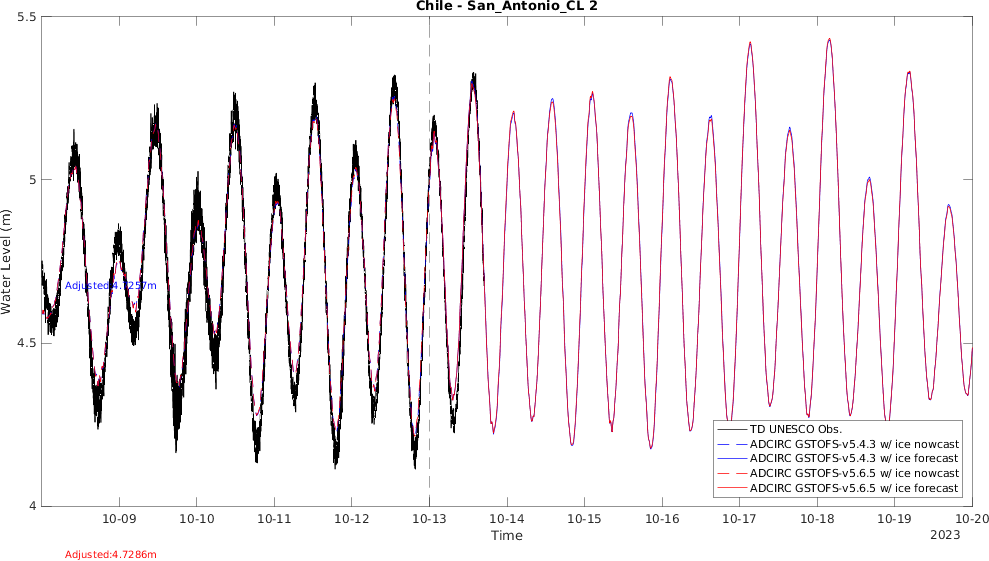 Chile - San_Antonio_CL 2
5.5
5
4.5
4
Water Level (m)
Adjusted:4.7257m
TD UNESCO Obs.
ADCIRC GSTOFS-v5.4.3 w/ ice nowcast
ADCIRC GSTOFS-v5.4.3 w/ ice forecast
ADCIRC GSTOFS-v5.6.5 w/ ice nowcast
ADCIRC GSTOFS-v5.6.5 w/ ice forecast
10-09 10-10 10-11 10-12 10-13 10-14 10-15 10-16 10-17 10-18 10-19 10-20
Time
2023
Adjusted:4.7286m